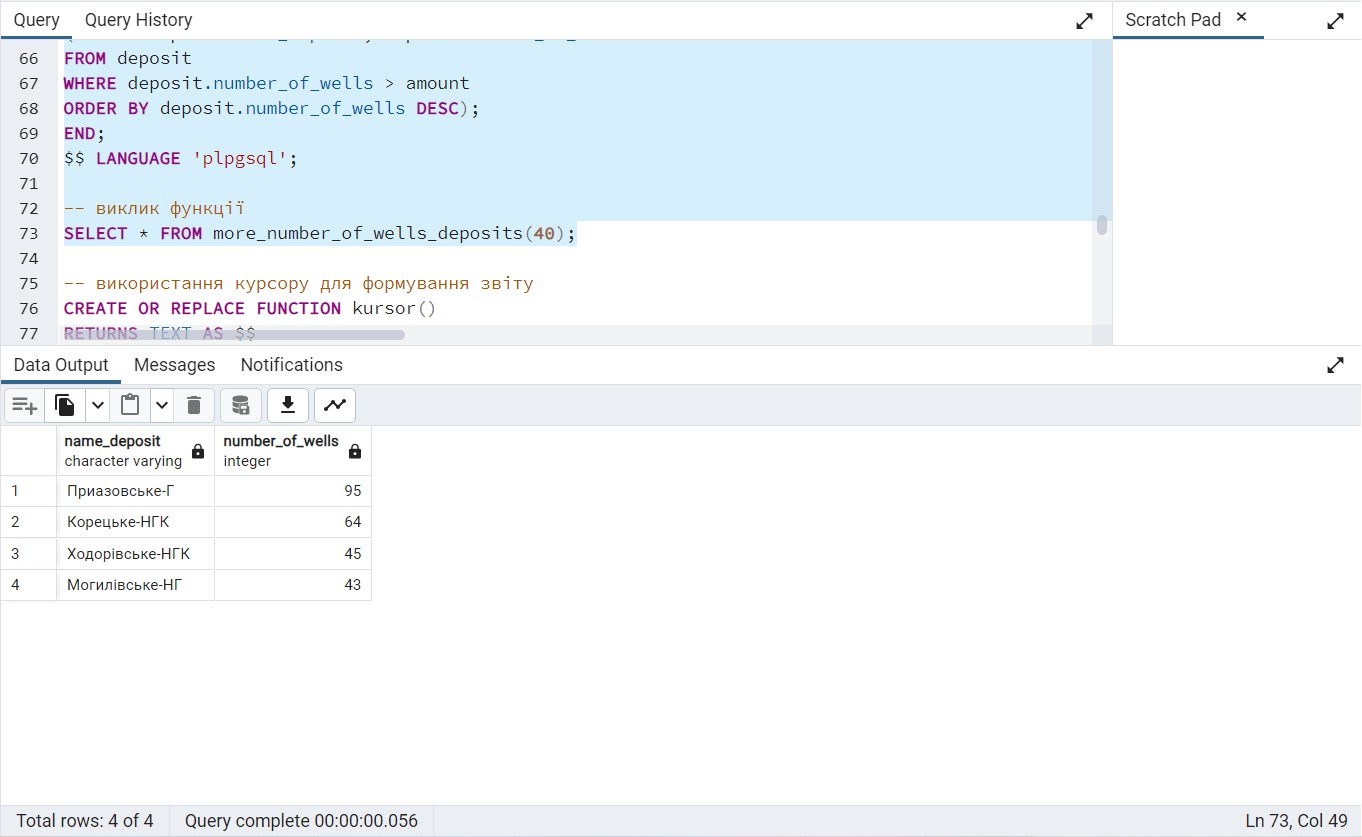 Query Query History Scratch Pad ×
66 FROM deposit
67 WHERE deposit.number_of_wells > amount
68 ORDER BY deposit.number_of_wells DESC);
69 END;
70 $$ LANGUAGE 'plpgsql';
71
72 -- виклик функції
73 SELECT * FROM more_number_of_wells_deposits(40);
74
75 -- використання курсору для формування звіту
76 CREATE OR REPLACE FUNCTION kursor()
77 RETURNS TEXT AS $$
Data Output Messages Notifications
name_deposit number_of_wells
character varying integer
1 Приазовське-Г 95
2 Корецьке-НГК 64
3 Ходорівське-НГК 45
4 Могилівське-НГ 43
Total rows: 4 of 4 Query complete 00:00:00.056 Ln 73, Col 49